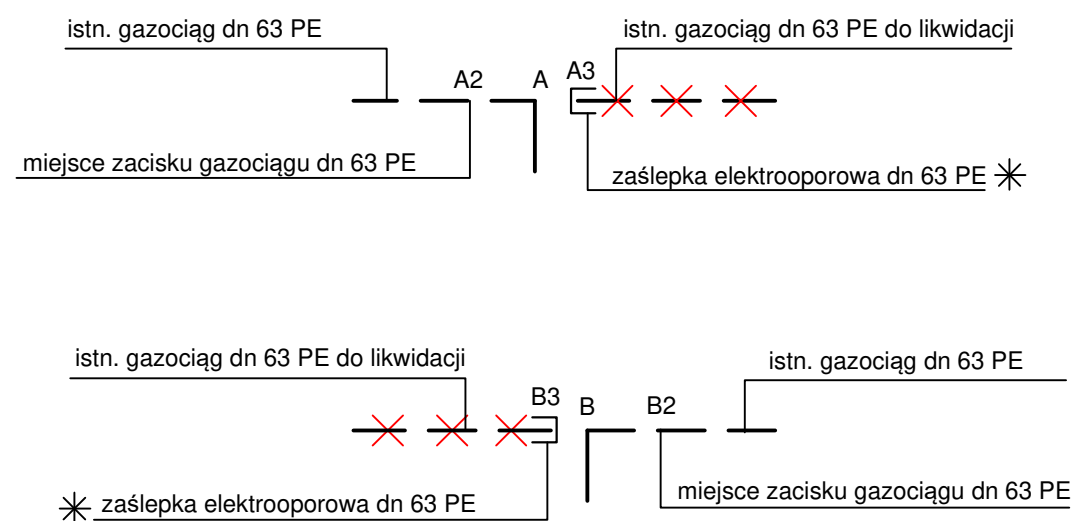 istn. gazociąg dn 63 PE
istn. gazociąg dn 63 PE do likwidacji
A2
A
A3
miejsce zacisku gazociągu dn 63 PE
zaślepka elektrooporowa dn 63 PE
istn. gazociąg dn 63 PE do likwidacji
istn. gazociąg dn 63 PE
B3
B
B2
zaślepka elektrooporowa dn 63 PE
miejsce zacisku gazociągu dn 63 PE